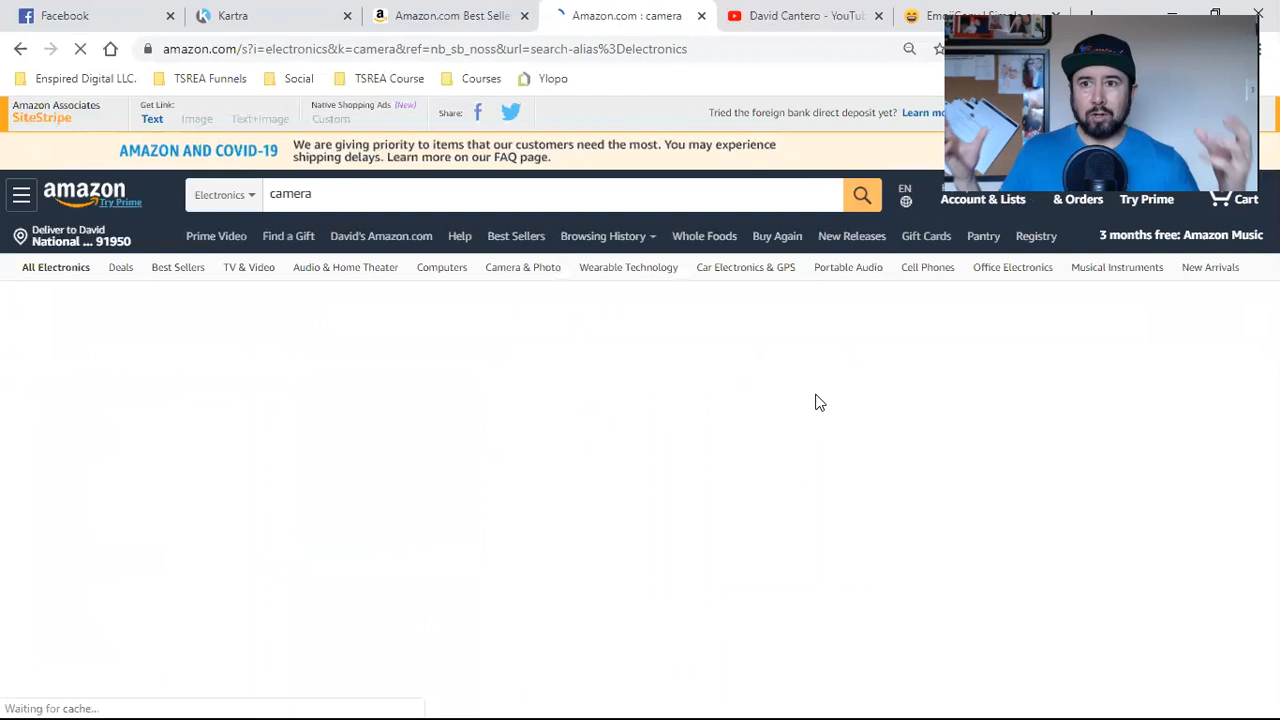 Facebook
Kartra
Amazon.com Best Selle
Amazon.com : camera
David Cantero - YouTu
amazon.com/s?i=electronics&k=camera&ref=nb_sb_noss&url=search-alias%3Delectronics
Enspired Digital LLC.
TSREA Funnels
Social
TSREA Course
Courses
Ylopo
Amazon Associates
SiteStripe
Get Link:
Text
Image
Text+Image
Native Shopping Ads (New)
Custom
Share:
Tried the foreign bank direct deposit yet? Learn mo
AMAZON AND COVID-19
We are giving priority to items that our customers need the most. You may experience
shipping delays. Learn more on our FAQ page.
amazon
Try Prime
Electronics
camera
EN
Account & Lists
& Orders
Try Prime
Cart
Deliver to David
National ... 91950
Prime Video
Find a Gift
David's Amazon.com
Help
Best Sellers
Browsing History
Whole Foods
Buy Again
New Releases
Gift Cards
Pantry
Registry
3 months free: Amazon Music
All Electronics
Deals
Best Sellers
TV & Video
Audio & Home Theater
Computers
Camera & Photo
Wearable Technology
Car Electronics & GPS
Portable Audio
Cell Phones
Office Electronics
Musical Instruments
New Arrivals
Waiting for cache...